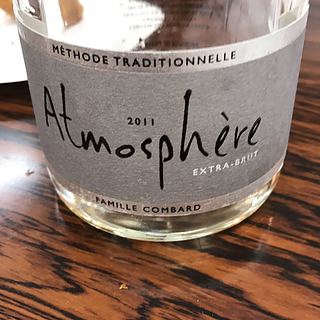 MÉTHODE TRADITIONNELLE
2011
Atmosphère
EXTRA-BRUT
FAMILLE COMBARD